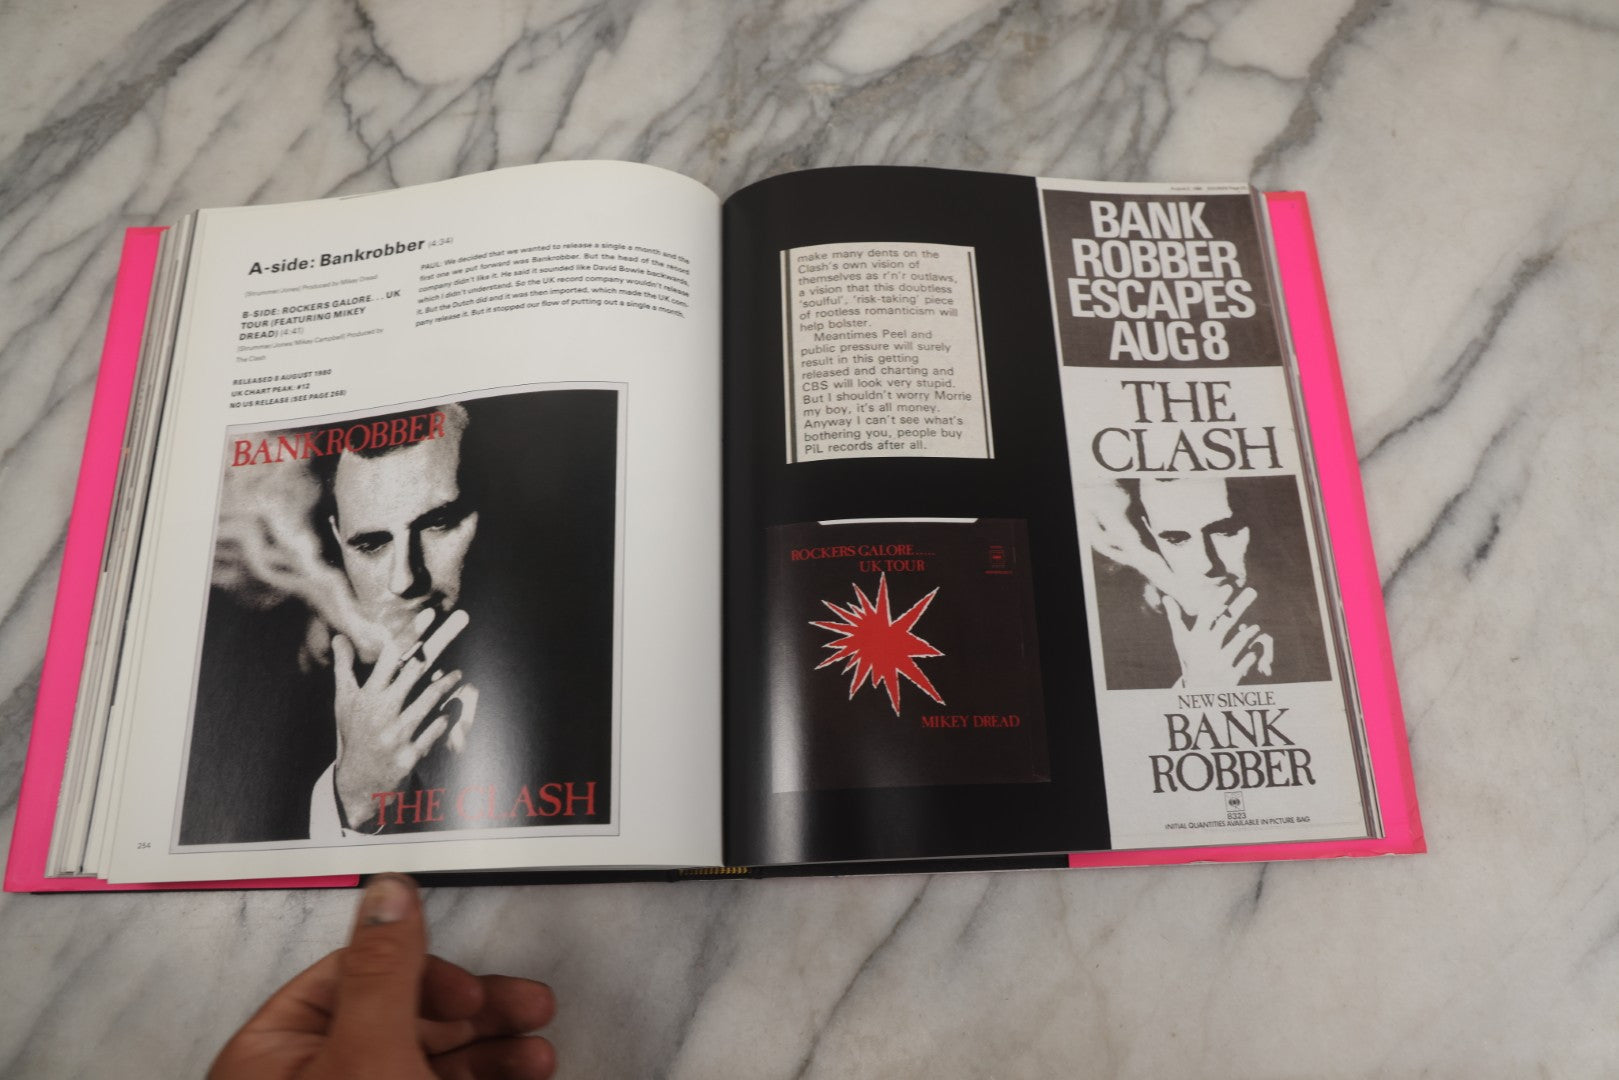 A-side: Bankrobber (4:34)
(Strummer/Jones) Produced by Mikey Dread
B-SIDE: ROCKERS GALORE... UK
TOUR (FEATURING MIKEY
DREAD) (4:41)
(Strummer/Jones/Mikey Campbell) Produced by
The Clash
RELEASED 8 AUGUST 1980
UK CHART PEAK: #12
NO US RELEASE (SEE PAGE 268)
PAUL: We decided that we wanted to release a single a month and the
first one we put forward was Bankrobber. But the head of the record
company didn't like it. He said it sounded like David Bowie backwards,
which I didn't understand. So the UK record company wouldn't release
it. But the Dutch did and it was then imported, which made the UK com-
pany release it. But it stopped our flow of putting out a single a month.
BANKROBBER
THE CLASH
254
make many dents on the
Clash's own vision of
themselves as r'n'r outlaws,
a vision that this doubtless
'soulful', 'risk-taking' piece
of rootless romanticism will
help bolster.
Meantimes Peel and
public pressure will surely
result in this getting
released and charting and
CBS will look very stupid.
But I shouldn't worry Morrie
my boy, it's all money.
Anyway I can't see what's
bothering you, people buy
PiL records after all.
ROCKERS GALORE.....
UK TOUR
MIKEY DREAD
BANK
ROBBER
ESCAPES
AUG 8
THE
CLASH
NEW SINGLE
BANK
ROBBER
8323
INITIAL QUANTITIES AVAILABLE IN PICTURE BAG